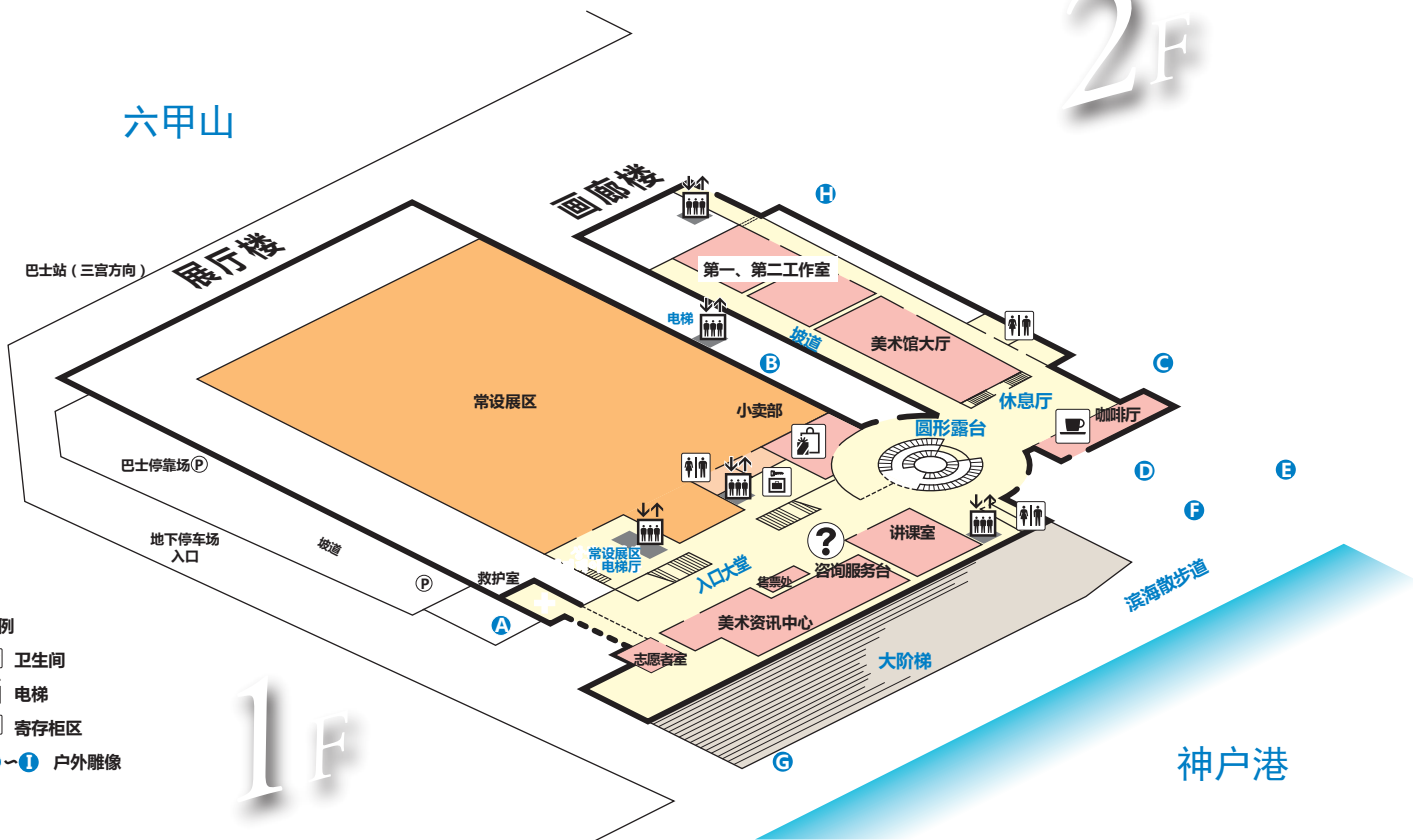 2F
六甲山
画廊楼
H
展厅楼
巴士站（三宫方向）
第一、第二工作室
电梯
坡道
美术馆大厅
B
C
常设展区
小卖部
休息厅
咖啡厅
圆形露台
巴士停靠场P
D
E
F
地下停车场
入口
坡道
?
讲课室
常设展区
电梯厅
救护室
P
入口大堂
售票处
咨询服务台
滨海散步道
A
美术资讯中心
志愿者室
大阶梯
例
卫生间
电梯
寄存柜区
~I 户外雕像
1F
G
神户港